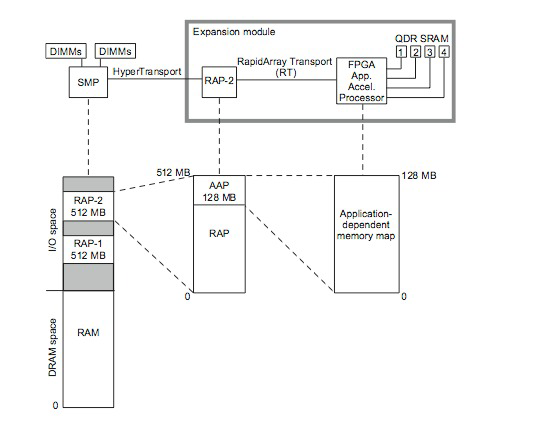 Expansion module
QDR SRAM
DIMMs
DIMMs
1
2
3
4
HyperTransport
RapidArray Transport
(RT)
SMP
RAP-2
FPGA
App.
Accel.
Processor
512 MB
128 MB
RAP-2
512 MB
AAP
128 MB
I/O space
RAP-1
512 MB
RAP
Application-
dependent
memory map
0
0
DRAM space
RAM
0